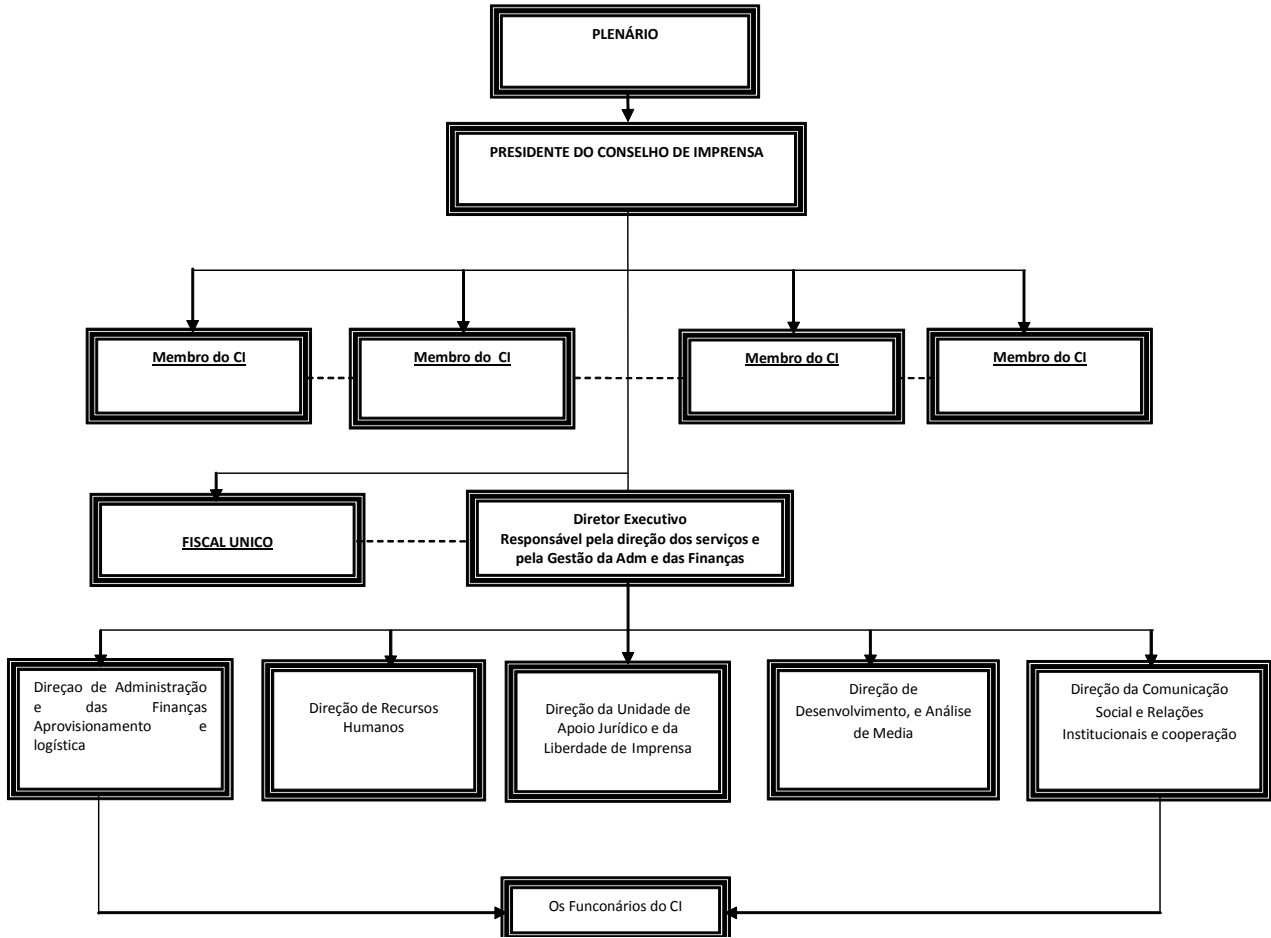 PLENÁRIO
PRESIDENTE DO CONSELHO DE IMPRENSA
Membro do CI
Membro do CI
Membro do CI
Membro do CI
FISCAL UNICO
Diretor Executivo
Responsável pela direção dos serviços e
pela Gestão da Adm e das Finanças
Direçao de Administração
e das Finanças
Aprovisionamento e
logística
Direção de Recursos
Humanos
Direção da Unidade de
Apoio Jurídico e da
Liberdade de Imprensa
Direção de
Desenvolvimento, e Análise
de Media
Direção da Comunicação
Social e Relações
Institucionais e cooperação
Os Funconários do CI